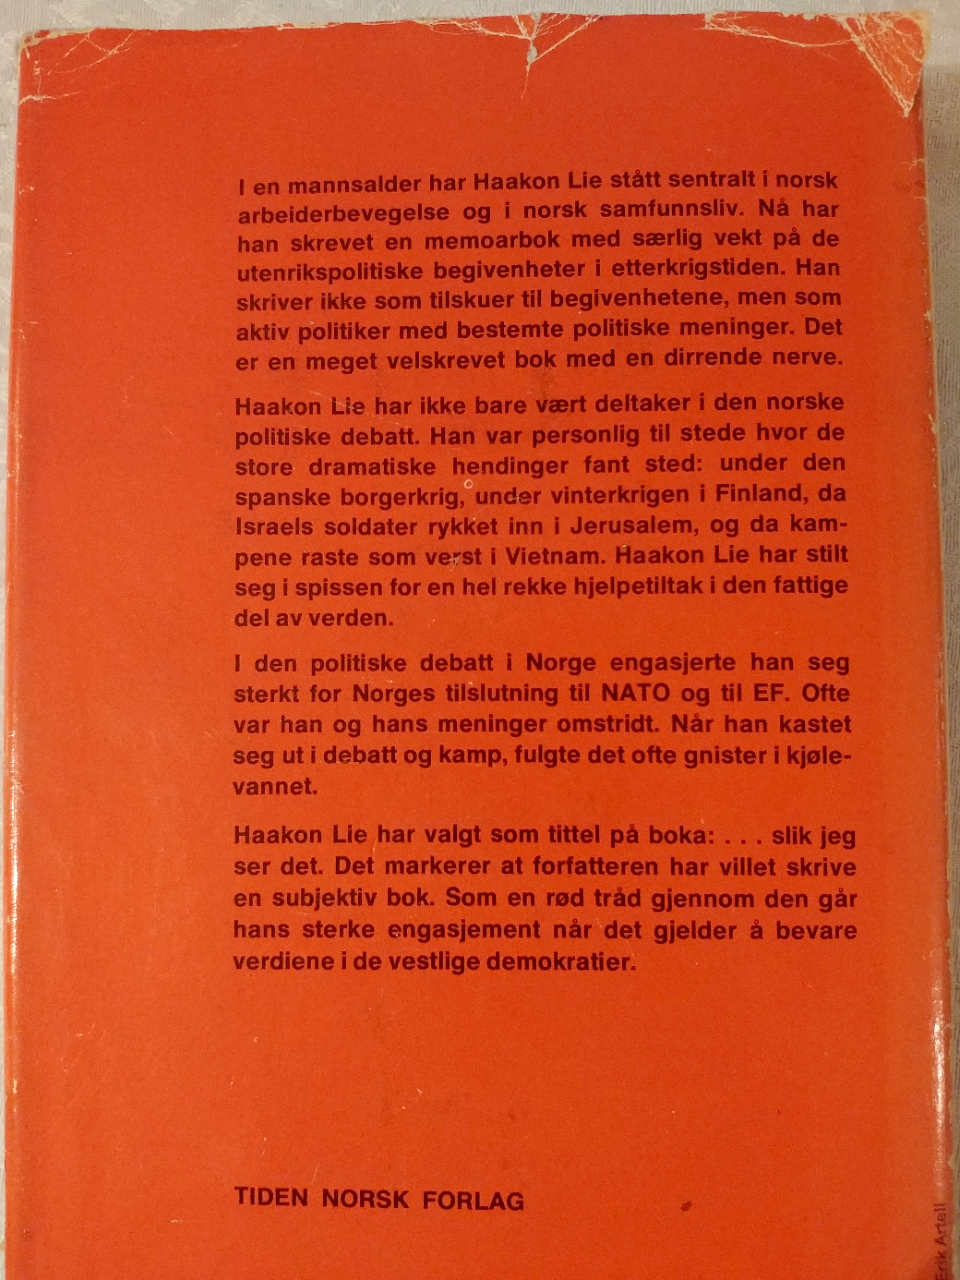 I en mannsalder har Haakon Lie stått sentralt i norsk
arbeiderbevegelse og i norsk samfunnsliv. Nå har
han skrevet en memoarbok med særlig vekt på de
utenrikspolitiske begivenheter i etterkrigstiden. Han
skriver ikke som tilskuer til begivenhetene, men som
aktiv politiker med bestemte politiske meninger. Det
er en meget velskrevet bok med en dirrende nerve.
Haakon Lie har ikke bare vært deltaker i den norske
politiske debatt. Han var personlig til stede hvor de
store dramatiske hendinger fant sted: under den
spanske borgerkrig, under vinterkrigen i Finland, da
Israels soldater rykket inn i Jerusalem, og da kam-
pene raste som verst i Vietnam. Haakon Lie har stilt
seg i spissen for en hel rekke hjelpetiltak i den fattige
del av verden.
I den politiske debatt i Norge engasjerte han seg
sterkt for Norges tilslutning til NATO og til EF. Ofte
var han og hans meninger omstridt. Når han kastet
seg ut i debatt og kamp, fulgte det ofte gnister i kjøle-
vannet.
Haakon Lie har valgt som tittel på boka: . . . slik jeg
ser det. Det markerer at forfatteren har villet skrive
en subjektiv bok. Som en rød tråd gjennom den går
hans sterke engasjement når det gjelder å bevare
verdiene i de vestlige demokratier.
TIDEN NORSK FORLAG
Erik Artell